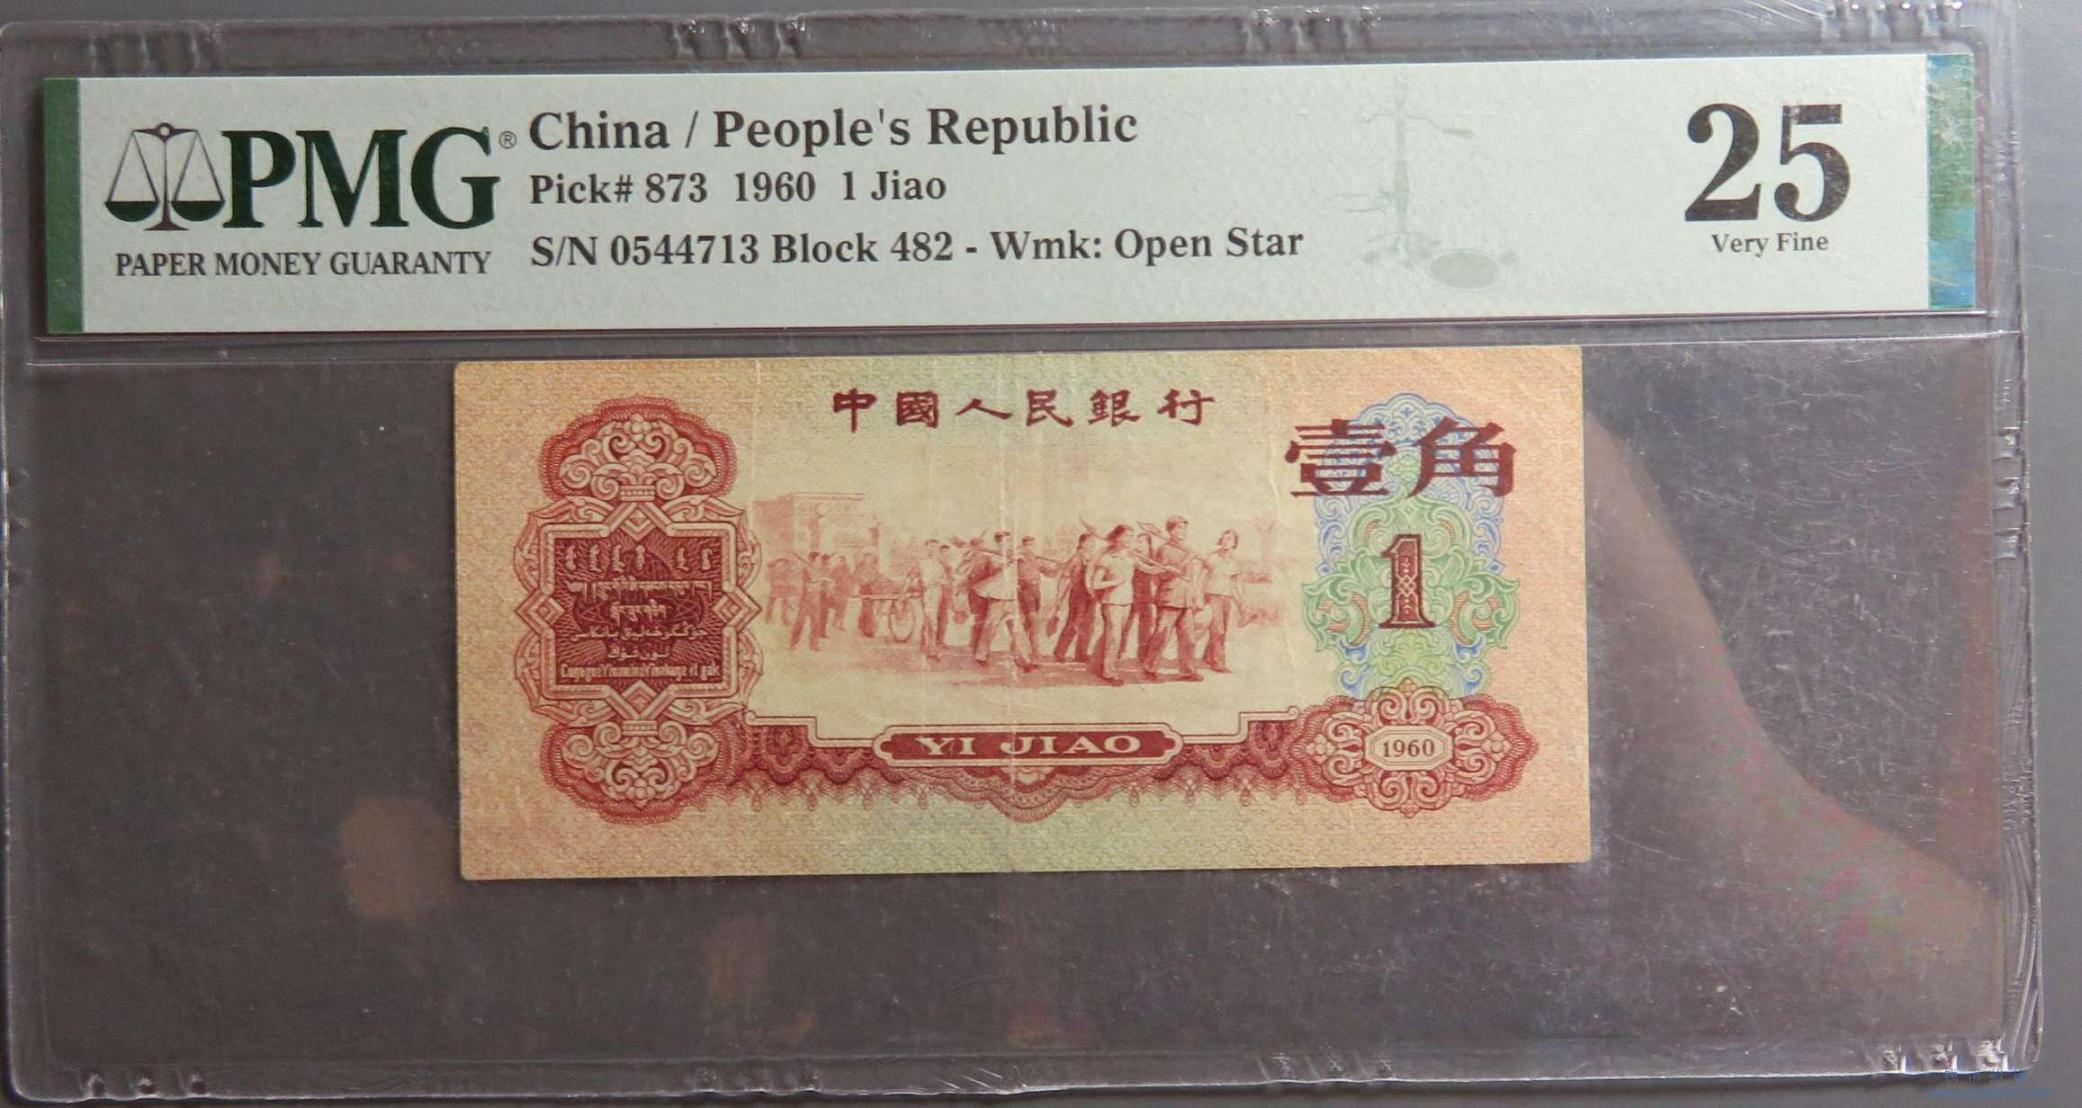 PMG®
PAPER MONEY GUARANTY
China / People's Republic
Pick# 873 1960 1 Jiao
S/N 0544713 Block 482 - Wmk: Open Star
25
Very Fine
中國人民銀行
壹角
1
YI JIAO
1960